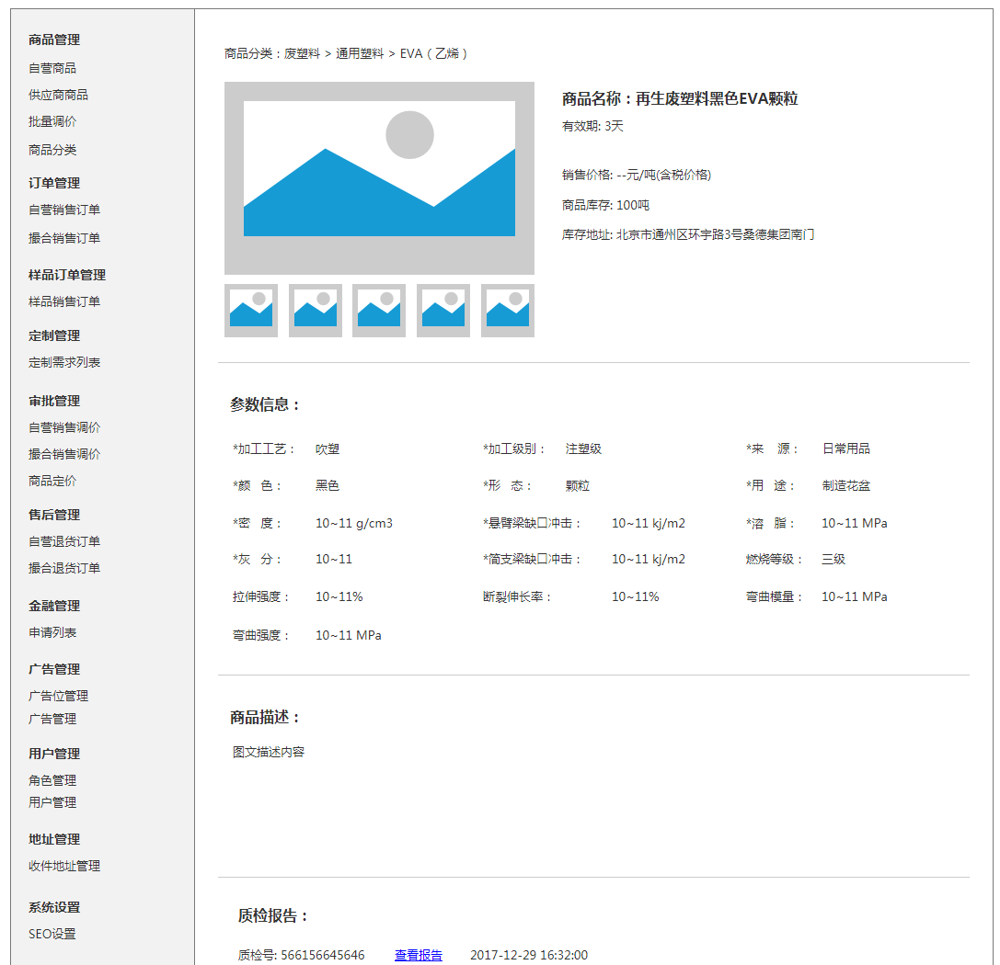 商品管理
自营商品
供应商商品
批量调价
商品分类
订单管理
自营销售订单
撮合销售订单
样品订单管理
样品销售订单
定制管理
定制需求列表
审批管理
自营销售调价
撮合销售调价
商品定价
售后管理
自营退货订单
撮合退货订单
金融管理
申请列表
广告管理
广告位管理
广告管理
用户管理
角色管理
用户管理
地址管理
收件地址管理
系统设置
SEO设置
商品分类：废塑料 > 通用塑料 > EVA（乙烯）
商品名称：再生废塑料黑色EVA颗粒
有效期: 3天
销售价格: --元/吨(含税价格)
商品库存: 100吨
库存地址: 北京市通州区环宇路3号桑德集团南门
参数信息：
*加工工艺： 吹塑 *加工级别： 注塑级 *来 源： 日常用品
*颜 色： 黑色 *形 态： 颗粒 *用 途： 制造花盆
*密 度： 10~11 g/cm3 *悬臂梁缺口冲击： 10~11 kj/m2 *溶 脂： 10~11 MPa
*灰 分： 10~11 *简支梁缺口冲击： 10~11 kj/m2 燃烧等级： 三级
拉伸强度： 10~11% 断裂伸长率： 10~11% 弯曲模量： 10~11 MPa
弯曲强度： 10~11 MPa
商品描述：
图文描述内容
质检报告：
质检号: 566156645646 查看报告 2017-12-29 16:32:00